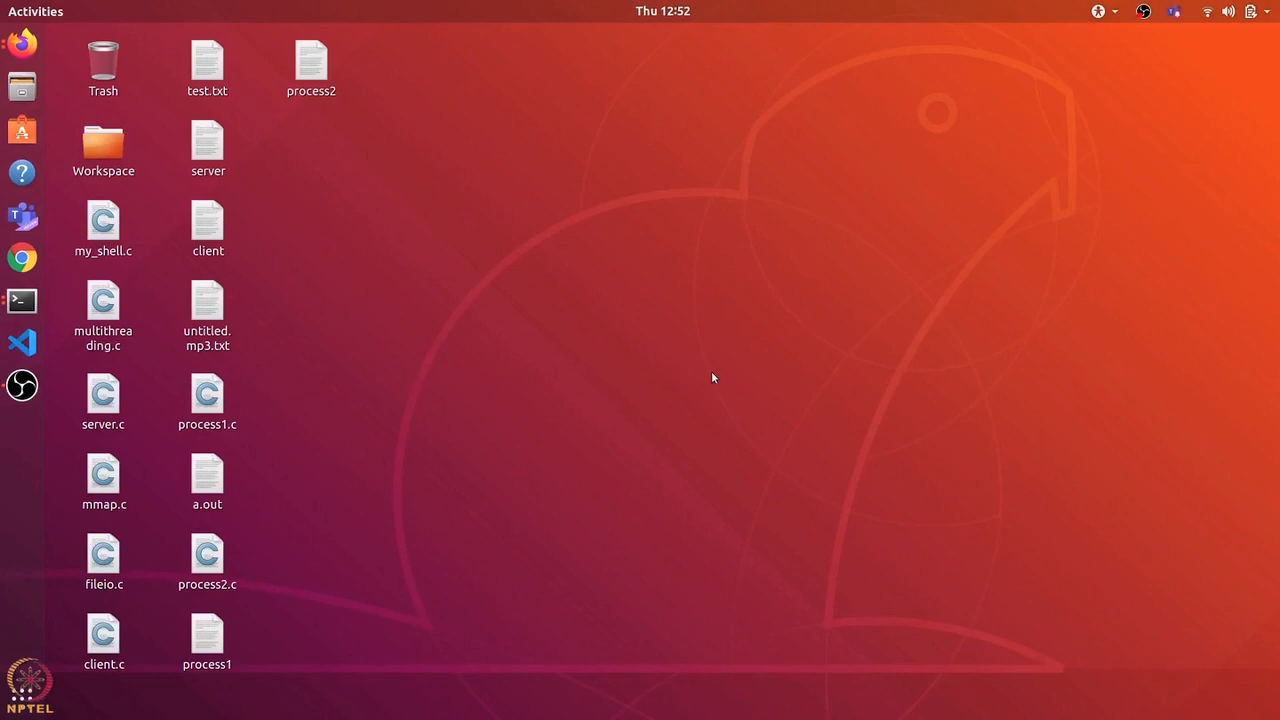 Activities
Thu 12:52
Trash
test.txt
process2
Workspace
server
my_shell.c
client
multithrea
ding.c
untitled.
mp3.txt
server.c
process1.c
mmap.c
a.out
fileio.c
process2.c
client.c
process1
NPTEL